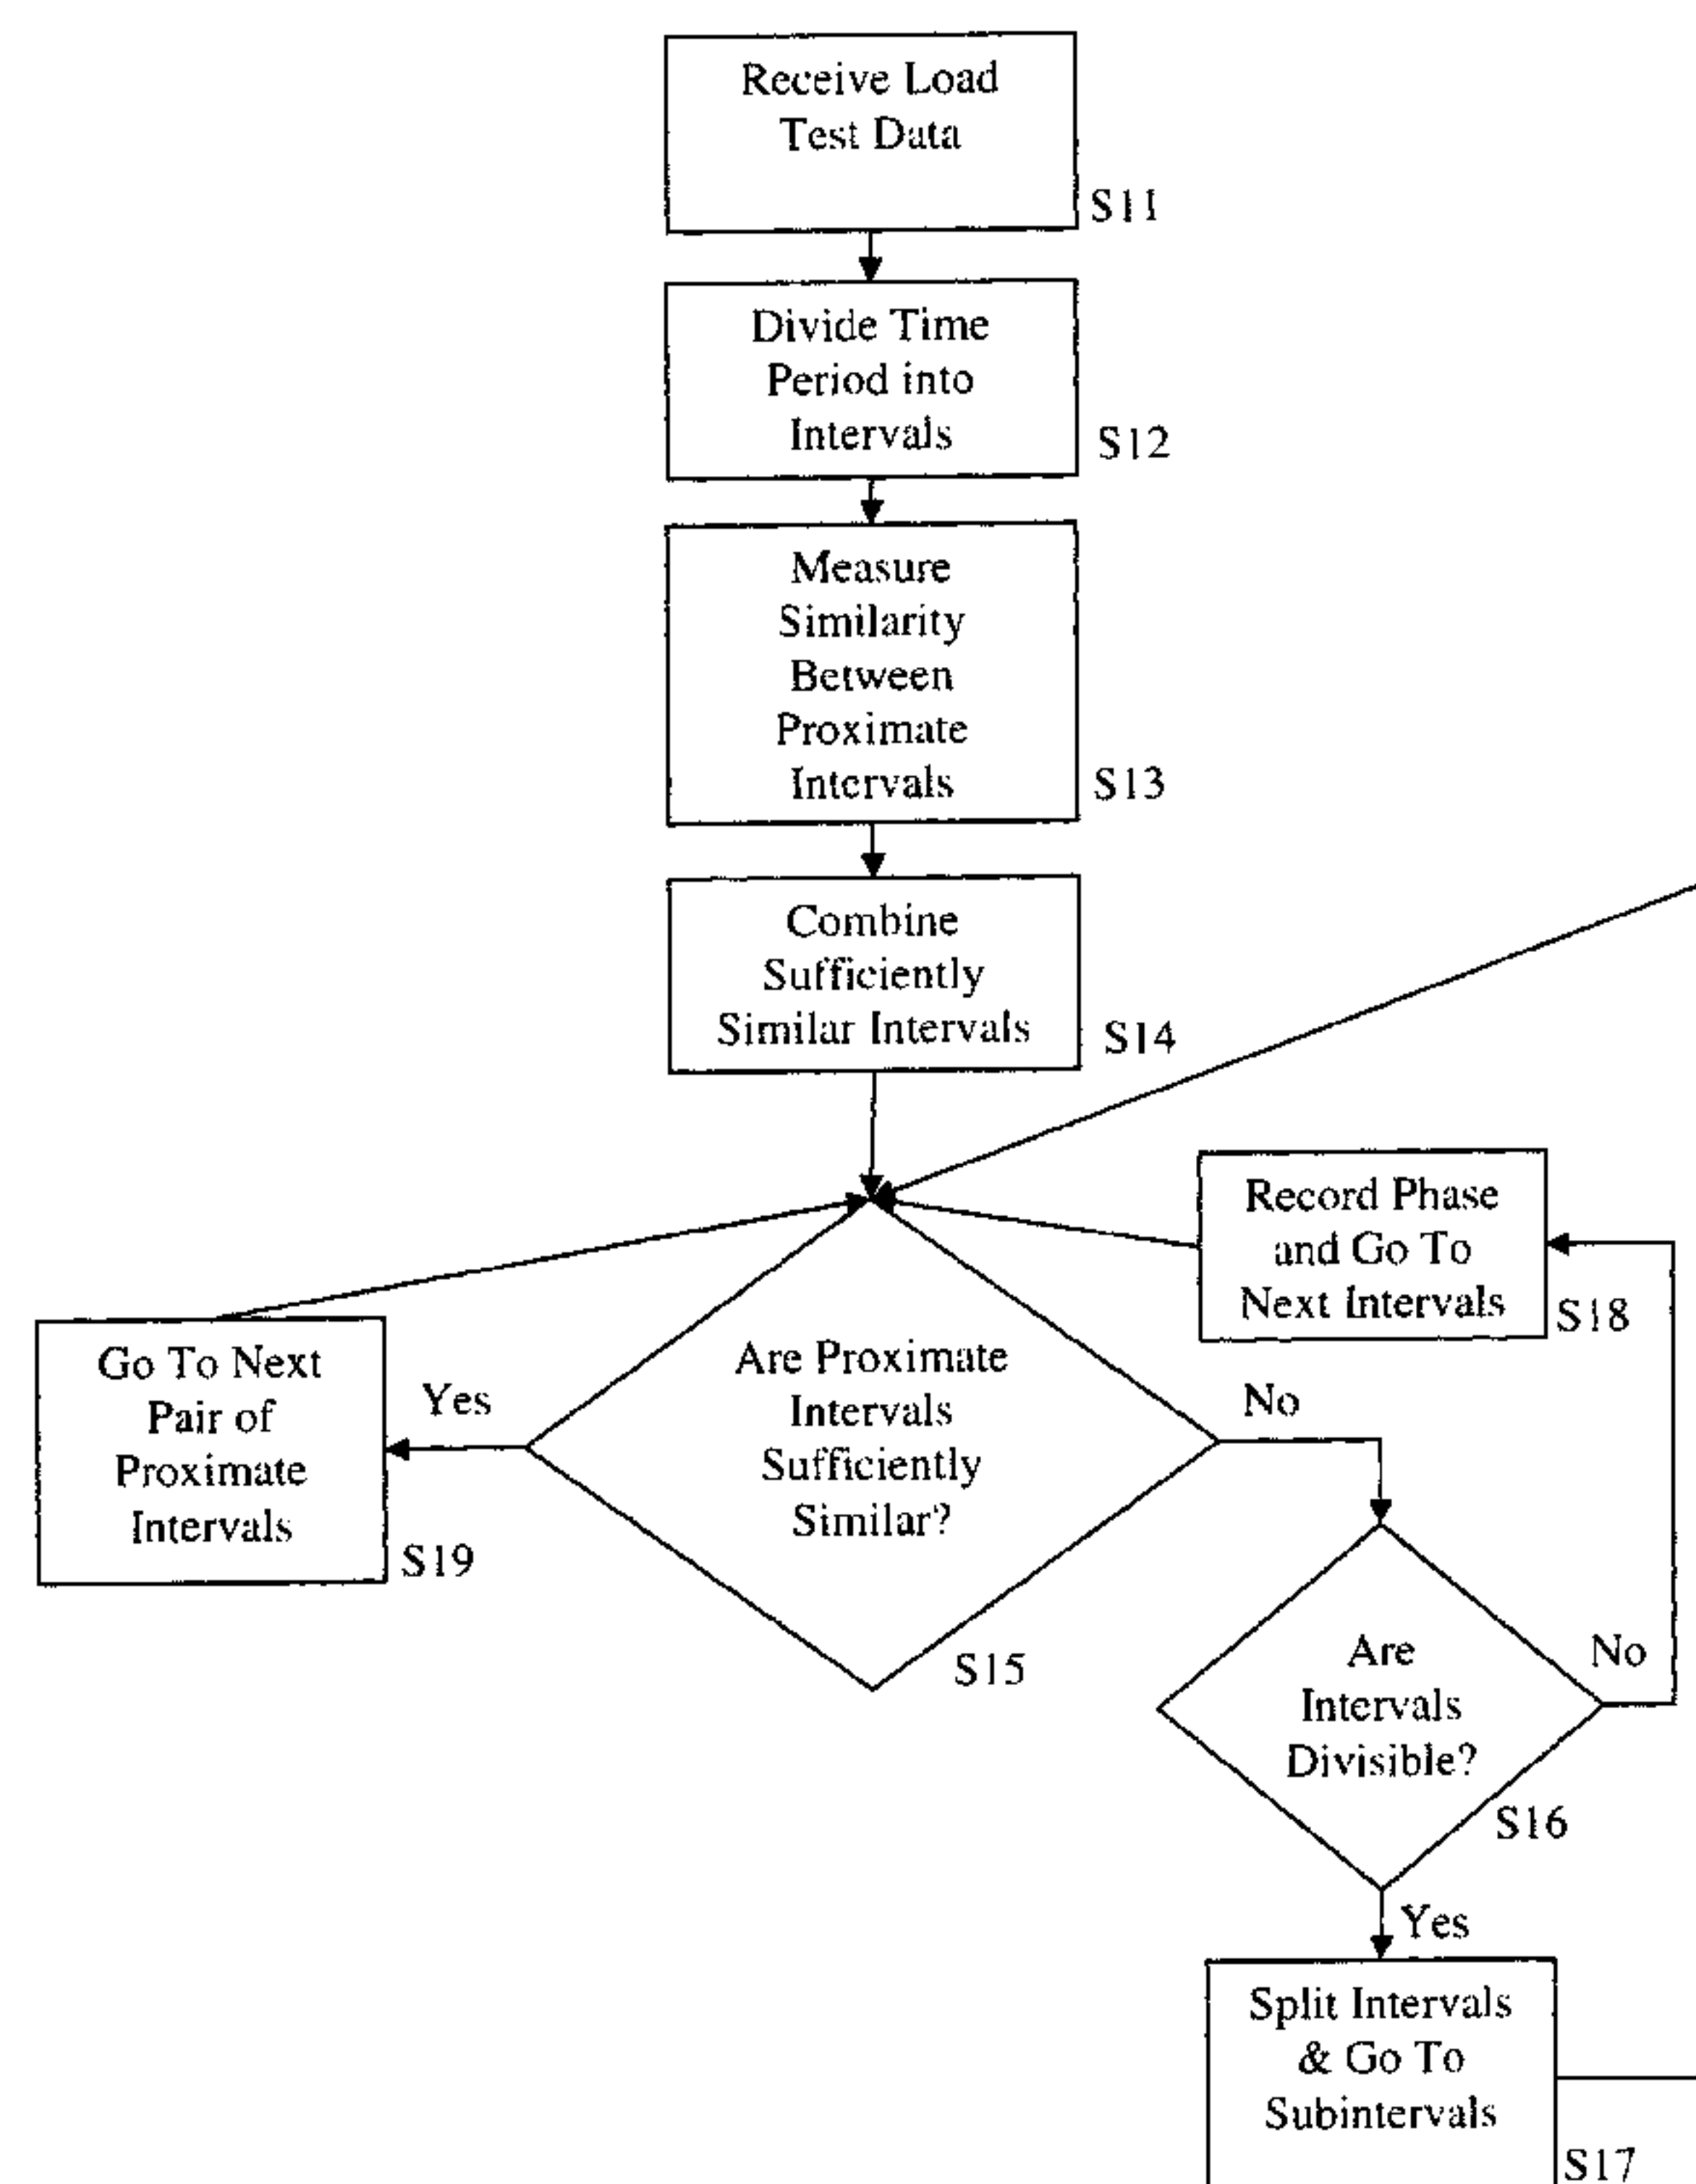 Receive Load
Test Data
S11
Divide Time
Period into
Intervals
S12
Measure
Similarity
Between
Proximate
Intervals
S13
Combine
Sufficiently
Similar Intervals
S14
Record Phase
and Go To
Next Intervals
S18
Go To Next
Pair of
Proximate
Intervals
S19
Yes
Are Proximate
Intervals
Sufficiently
Similar?
S15
No
Are
Intervals
Divisible?
S16
No
Yes
Split Intervals
& Go To
Subintervals
S17